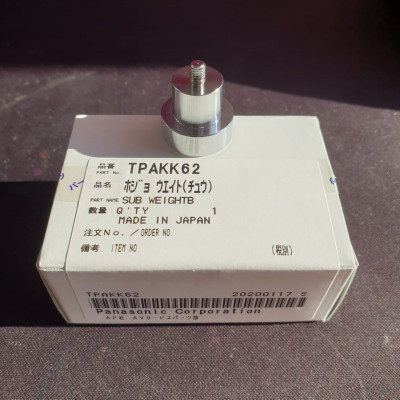 品番 PART No. TPAKK62
品名 ホジョ ウエイト(チュウ)
PART NAME SUB WEIGHTB
数量 Q'TY 1
MADE IN JAPAN
注文No./ORDER NO.
備考 ITEM NO. (税別)
TPAKK62 20200117 S
Panasonic Corporation